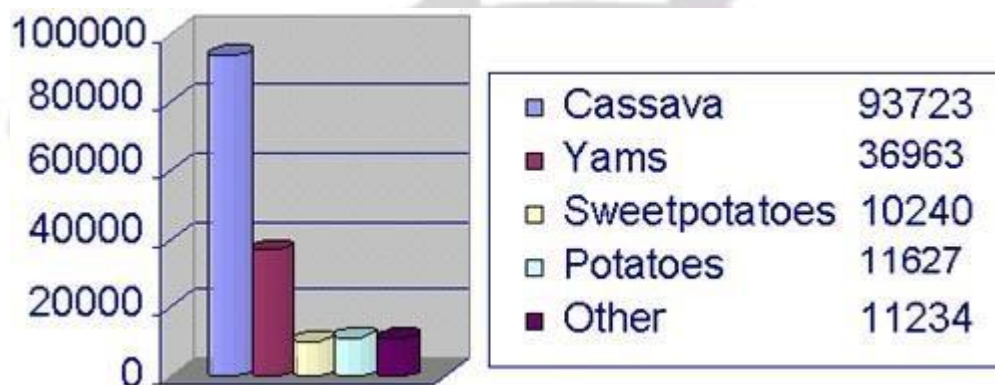 100000
80000
60000
40000
20000
0
Cassava 93723
Yams 36963
Sweetpotatoes 10240
Potatoes 11627
Other 11234